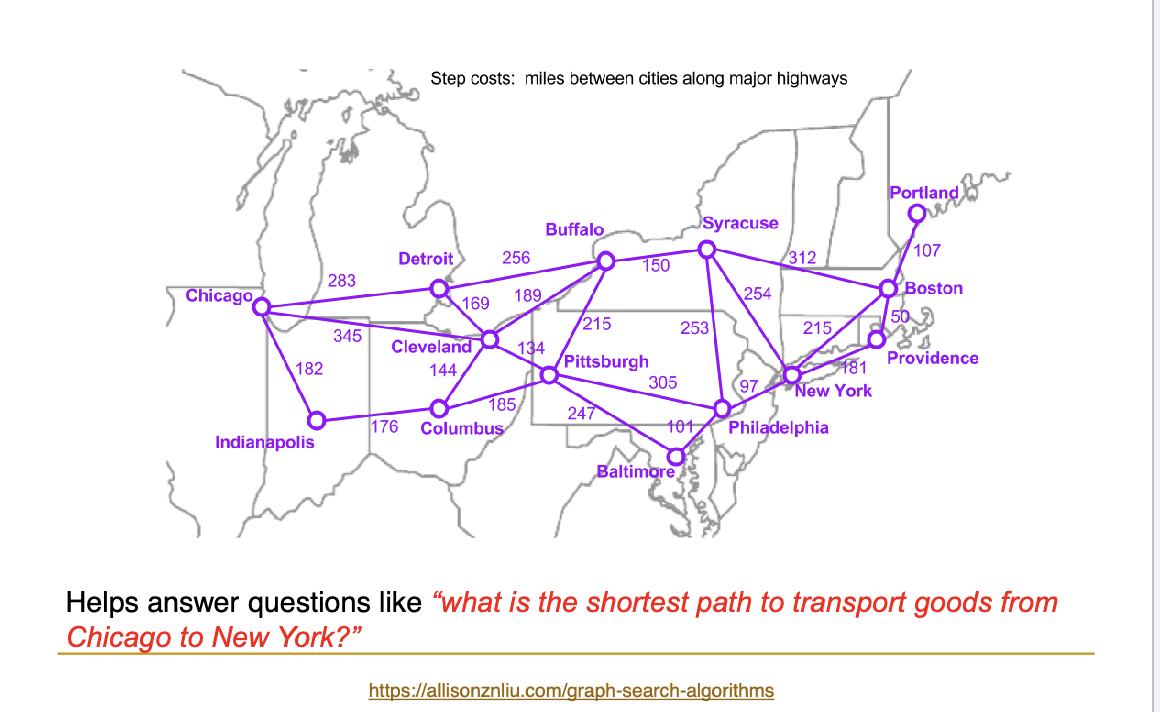 Step costs: miles between cities along major highways
Portland
Syracuse
Buffalo
107
312
256
150
Detroit
283
Boston
Chicago
254
189
169
50
215
253
215
345
Cleveland
134
Providence
Pittsburgh
182
144
181
305
97
New York
185
247
176
Columbus
101
Philadelphia
Indianapolis
Baltimore
Helps answer questions like “what is the shortest path to transport goods from
Chicago to New York?”
https://allisonznliu.com/graph-search-algorithms